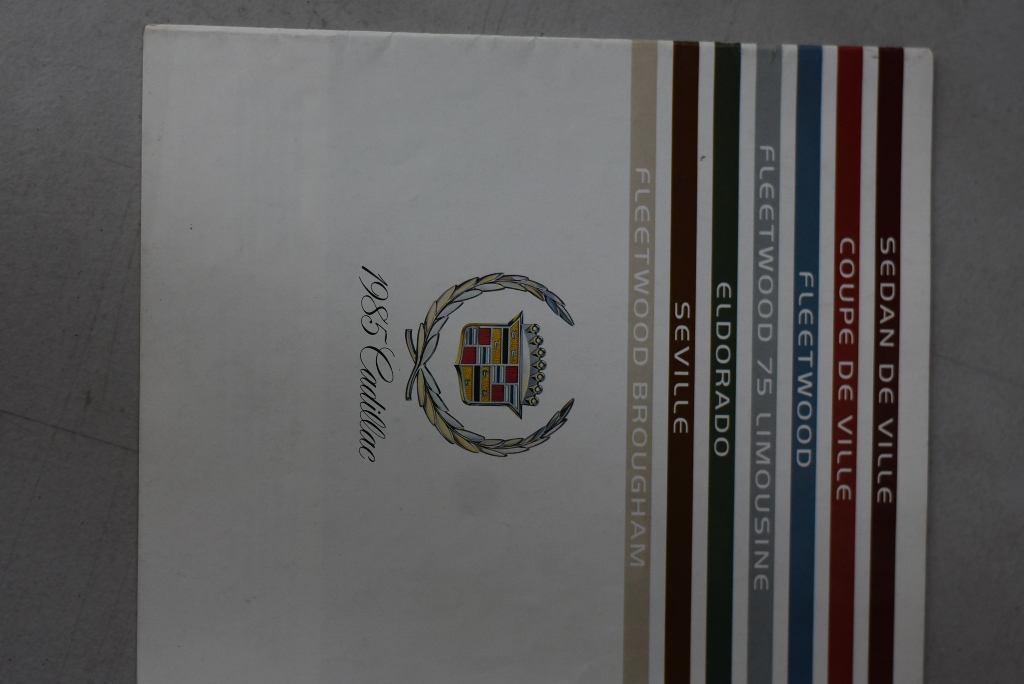 SEDAN DE VILLE
COUPE DE VILLE
FLEETWOOD
FLEETWOOD 75 LIMOUSINE
ELDORADO
SEVILLE
FLEETWOOD BROUGHAM
1985 Cadillac